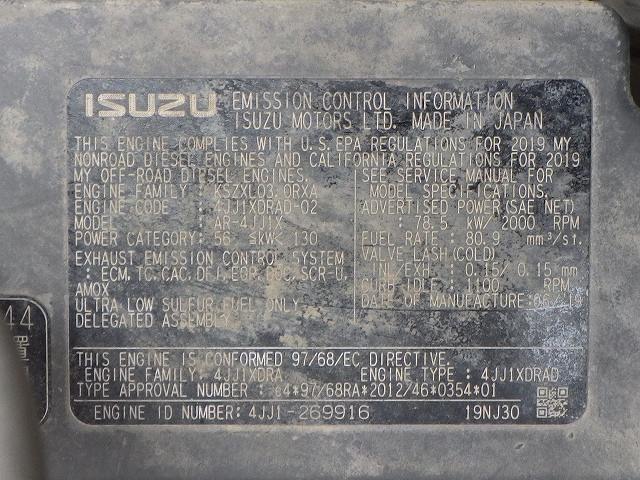 ISUZU EMISSION CONTROL INFORMATION
ISUZU MOTORS LTD. MADE IN JAPAN
THIS ENGINE COMPLIES WITH U.S.EPA REGULATIONS FOR 2019 MY
NONROAD DIESEL ENGINES AND CALIFORNIA REGULATIONS FOR 2019
MY OFF-ROAD DIESEL ENGINES.
ENGINE FAMILY : KSZXL03.0RXA
ENGINE CODE : 4JJ1XDRAD-02
MODEL : AR-4JJ1X
POWER CATEGORY: 56 ≦kW< 130
EXHAUST EMISSION CONTROL SYSTEM
: ECM,TC,CAC,DFI,EGR, SCR-U,
AMOX
ULTRA LOW SULFUR FUEL ONLY
DELEGATED ASSEMBLY
SEE SERVICE MANUAL FOR
MODEL SPECIFICATIONS.
ADVERTISED POWER(SAE NET)
: 78.5 kW/ 2000 RPM
FUEL RATE : 80.9 mm³/st.
VALVE LASH (COLD)
IN/EXH : 0.15/ 0.15 mm
CURB IDLE : 1100 RPM
DATE OF MANUFACTURE:06/19
THIS ENGINE IS CONFORMED 97/68/EC DIRECTIVE.
ENGINE FAMILY: 4JJ1XDRA ENGINE TYPE : 4JJ1XDRAD
TYPE APPROVAL NUMBER : e4*97/68RA*2012/46*0354*01
ENGINE ID NUMBER: 4JJ1-269916 19NJ30
44